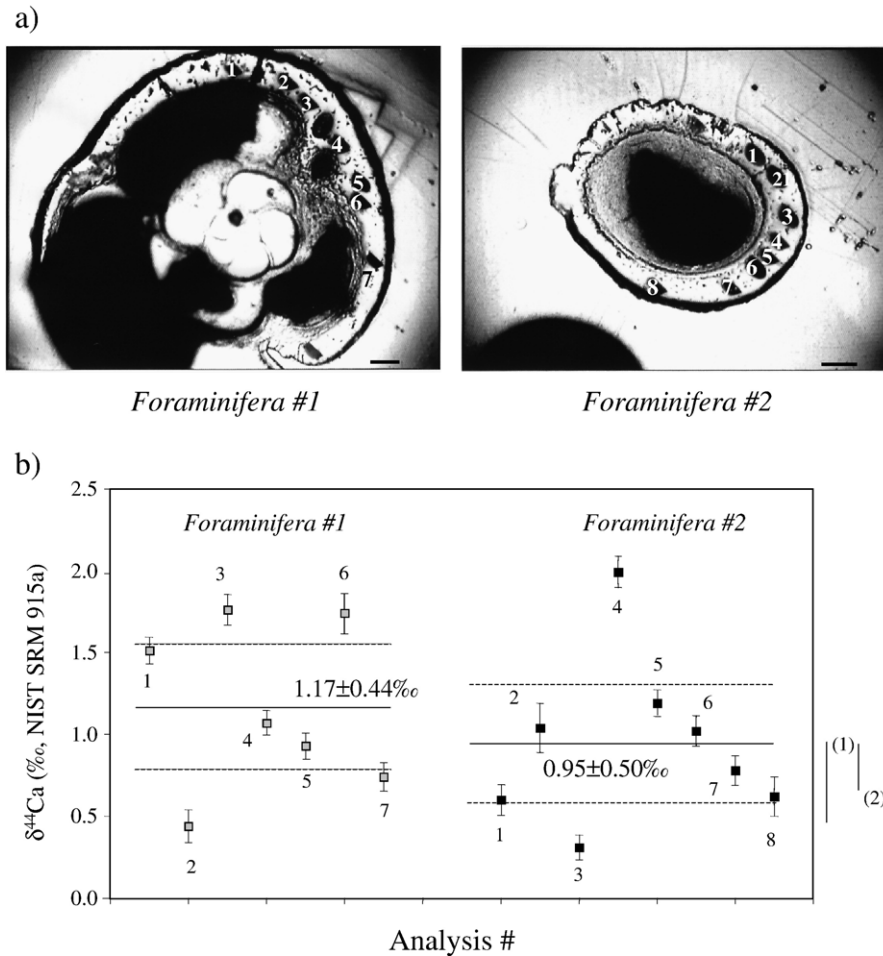 a)
1 2 3 4 5 6 7
1 21 3 4 5 6 7 8
Foraminifera #1
Foraminifera #2
b)
δ⁴⁴Ca (‰, NIST SRM 915a)
2.5
2.0
1.5
1.0
0.5
0.0
Foraminifera #1
1
2
3
4
5
6
7
1.17±0.44‰
Foraminifera #2
1
2
3
4
5
6
7
8
0.95±0.50‰
(1)
(2)
Analysis #